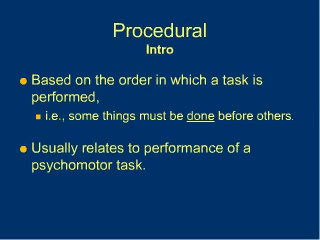 Procedural
Intro
Based on the order in which a task is
performed,
i.e., some things must be done before others.
Usually relates to performance of a
psychomotor task.